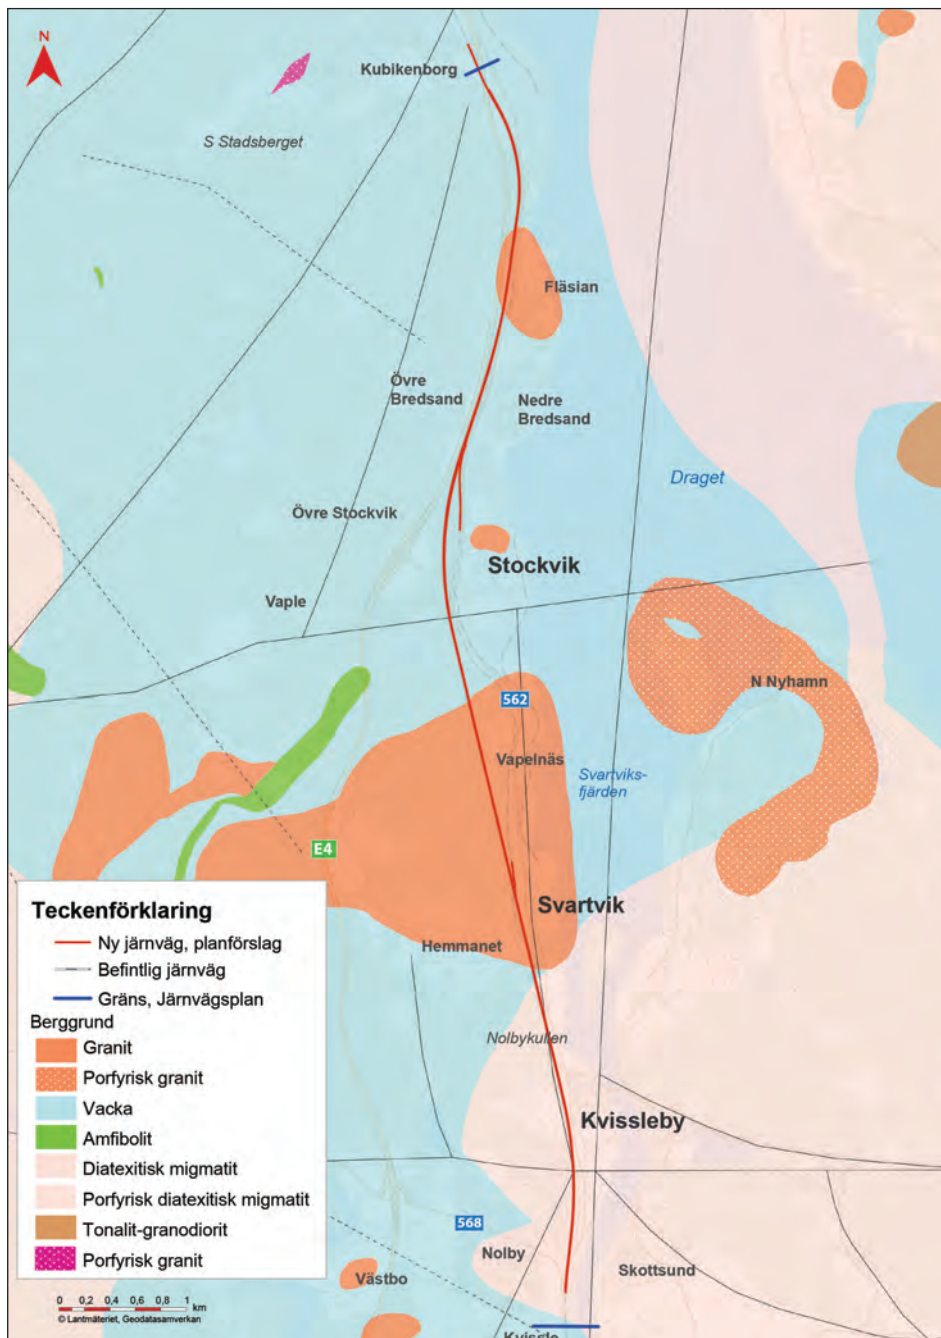 N
Kubikenborg
S Stadsberget
Fläsian
Övre
Bredsand
Nedre
Bredsand
Draget
Övre Stockvik
Stockvik
Vaple
N Nyhamn
562
Vapelnäs
Svartviks-
fjärden
E4
Svartvik
Hemmanet
Nolbykullen
Kvissleby
568
Nolby
Skottsund
Västbo
Kvissle
Teckenförklaring
Ny järnväg, planförslag
Befintlig järnväg
Gräns, Järnvägsplan
Berggrund
Granit
Porfyrisk granit
Vacka
Amfibolit
Diatexitisk migmatit
Porfyrisk diatexitisk migmatit
Tonalit-granodiorit
Porfyrisk granit
0 0,2 0,4 0,6 0,8 1
km
© Lantmäteriet, Geodatasamverkan